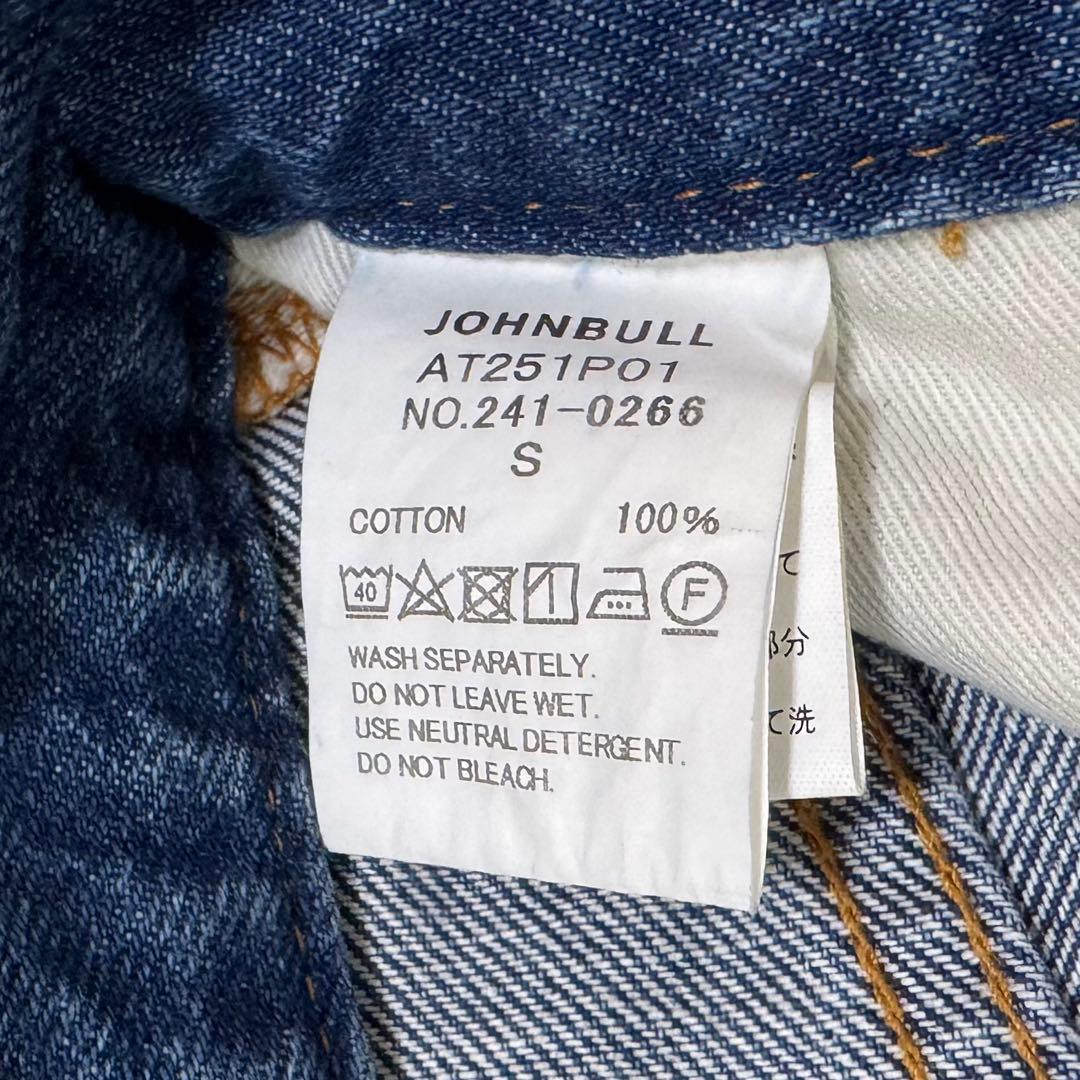 JOHNBULL
AT251P01
NO.241-0266
S
COTTON 100%
40
F
WASH SEPARATELY.
DO NOT LEAVE WET.
USE NEUTRAL DETERGENT.
DO NOT BLEACH.
て
部分
て洗